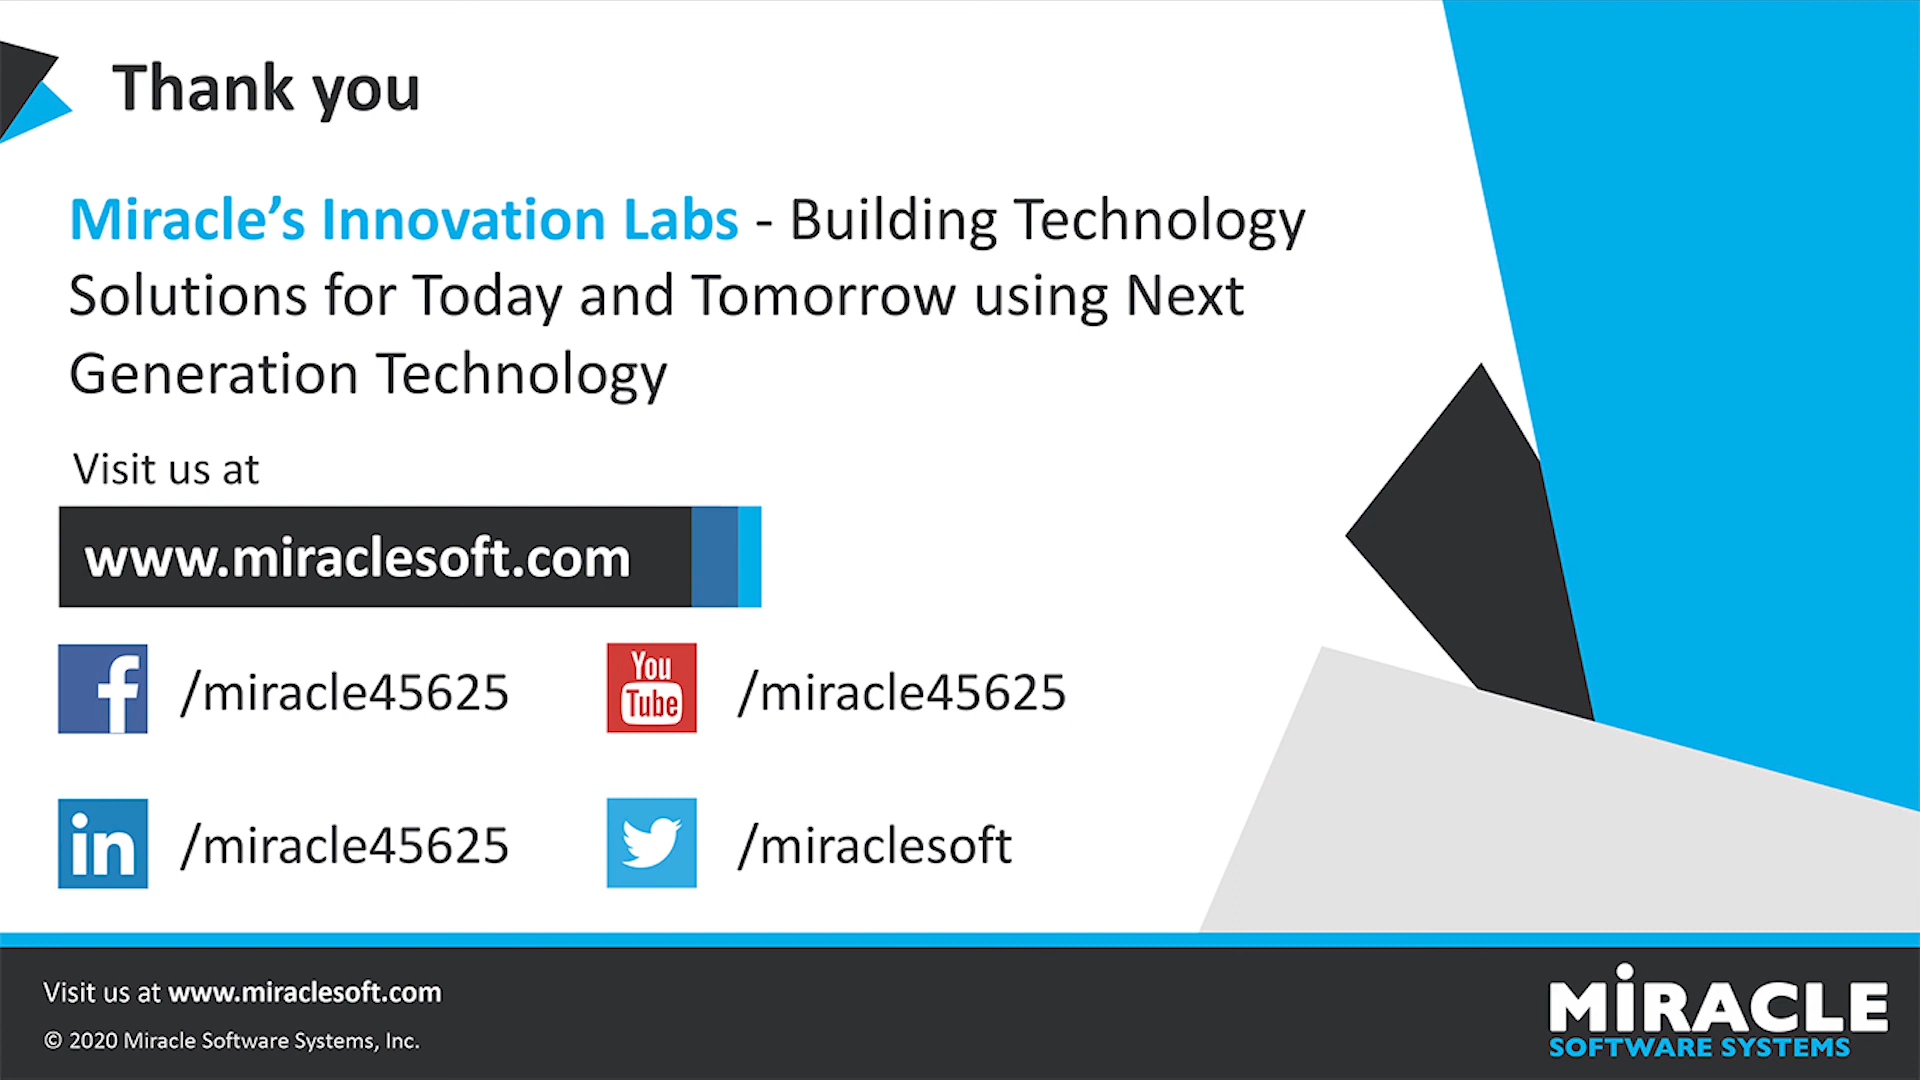 Thank you
Miracle’s Innovation Labs - Building Technology
Solutions for Today and Tomorrow using Next
Generation Technology
Visit us at
www.miraclesoft.com
f /miracle45625
You Tube /miracle45625
in /miracle45625
/miraclesoft
Visit us at www.miraclesoft.com
© 2020 Miracle Software Systems, Inc.
MiRACLE
SOFTWARE SYSTEMS